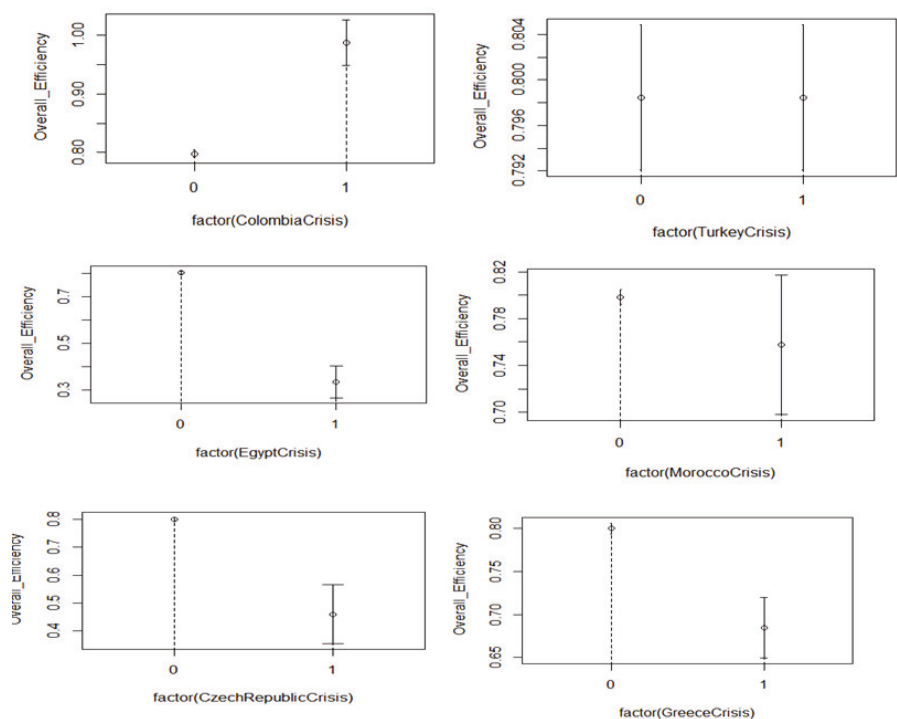 Overall_Efficiency
1.00
0.90
0.80
0
1
factor(ColombiaCrisis)
Overall_Efficiency
0.804
0.800
0.796
0.792
0
1
factor(TurkeyCrisis)
Overall_Efficiency
0.7
0.5
0.3
0
1
factor(EgyptCrisis)
Overall_Efficiency
0.82
0.78
0.74
0.70
0
1
factor(MoroccoCrisis)
Overall_Efficiency
0.8
0.7
0.6
0.5
0.4
0
1
factor(CzechRepublicCrisis)
Overall_Efficiency
0.80
0.75
0.70
0.65
0
1
factor(GreeceCrisis)